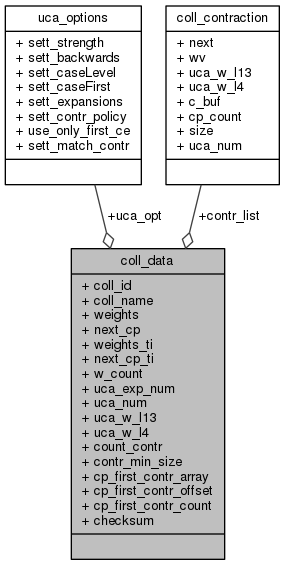 uca_options
+ sett_strength
+ sett_backwards
+ sett_caseLevel
+ sett_caseFirst
+ sett_expansions
+ sett_contr_policy
+ use_only_first_ce
+ sett_match_contr
coll_contraction
+ next
+ wv
+ uca_w_l13
+ uca_w_l4
+ c_buf
+ cp_count
+ size
+ uca_num
+uca_opt
+contr_list
coll_data
+ coll_id
+ coll_name
+ weights
+ next_cp
+ weights_ti
+ next_cp_ti
+ w_count
+ uca_exp_num
+ uca_num
+ uca_w_l13
+ uca_w_l4
+ count_contr
+ contr_min_size
+ cp_first_contr_array
+ cp_first_contr_offset
+ cp_first_contr_count
+ checksum